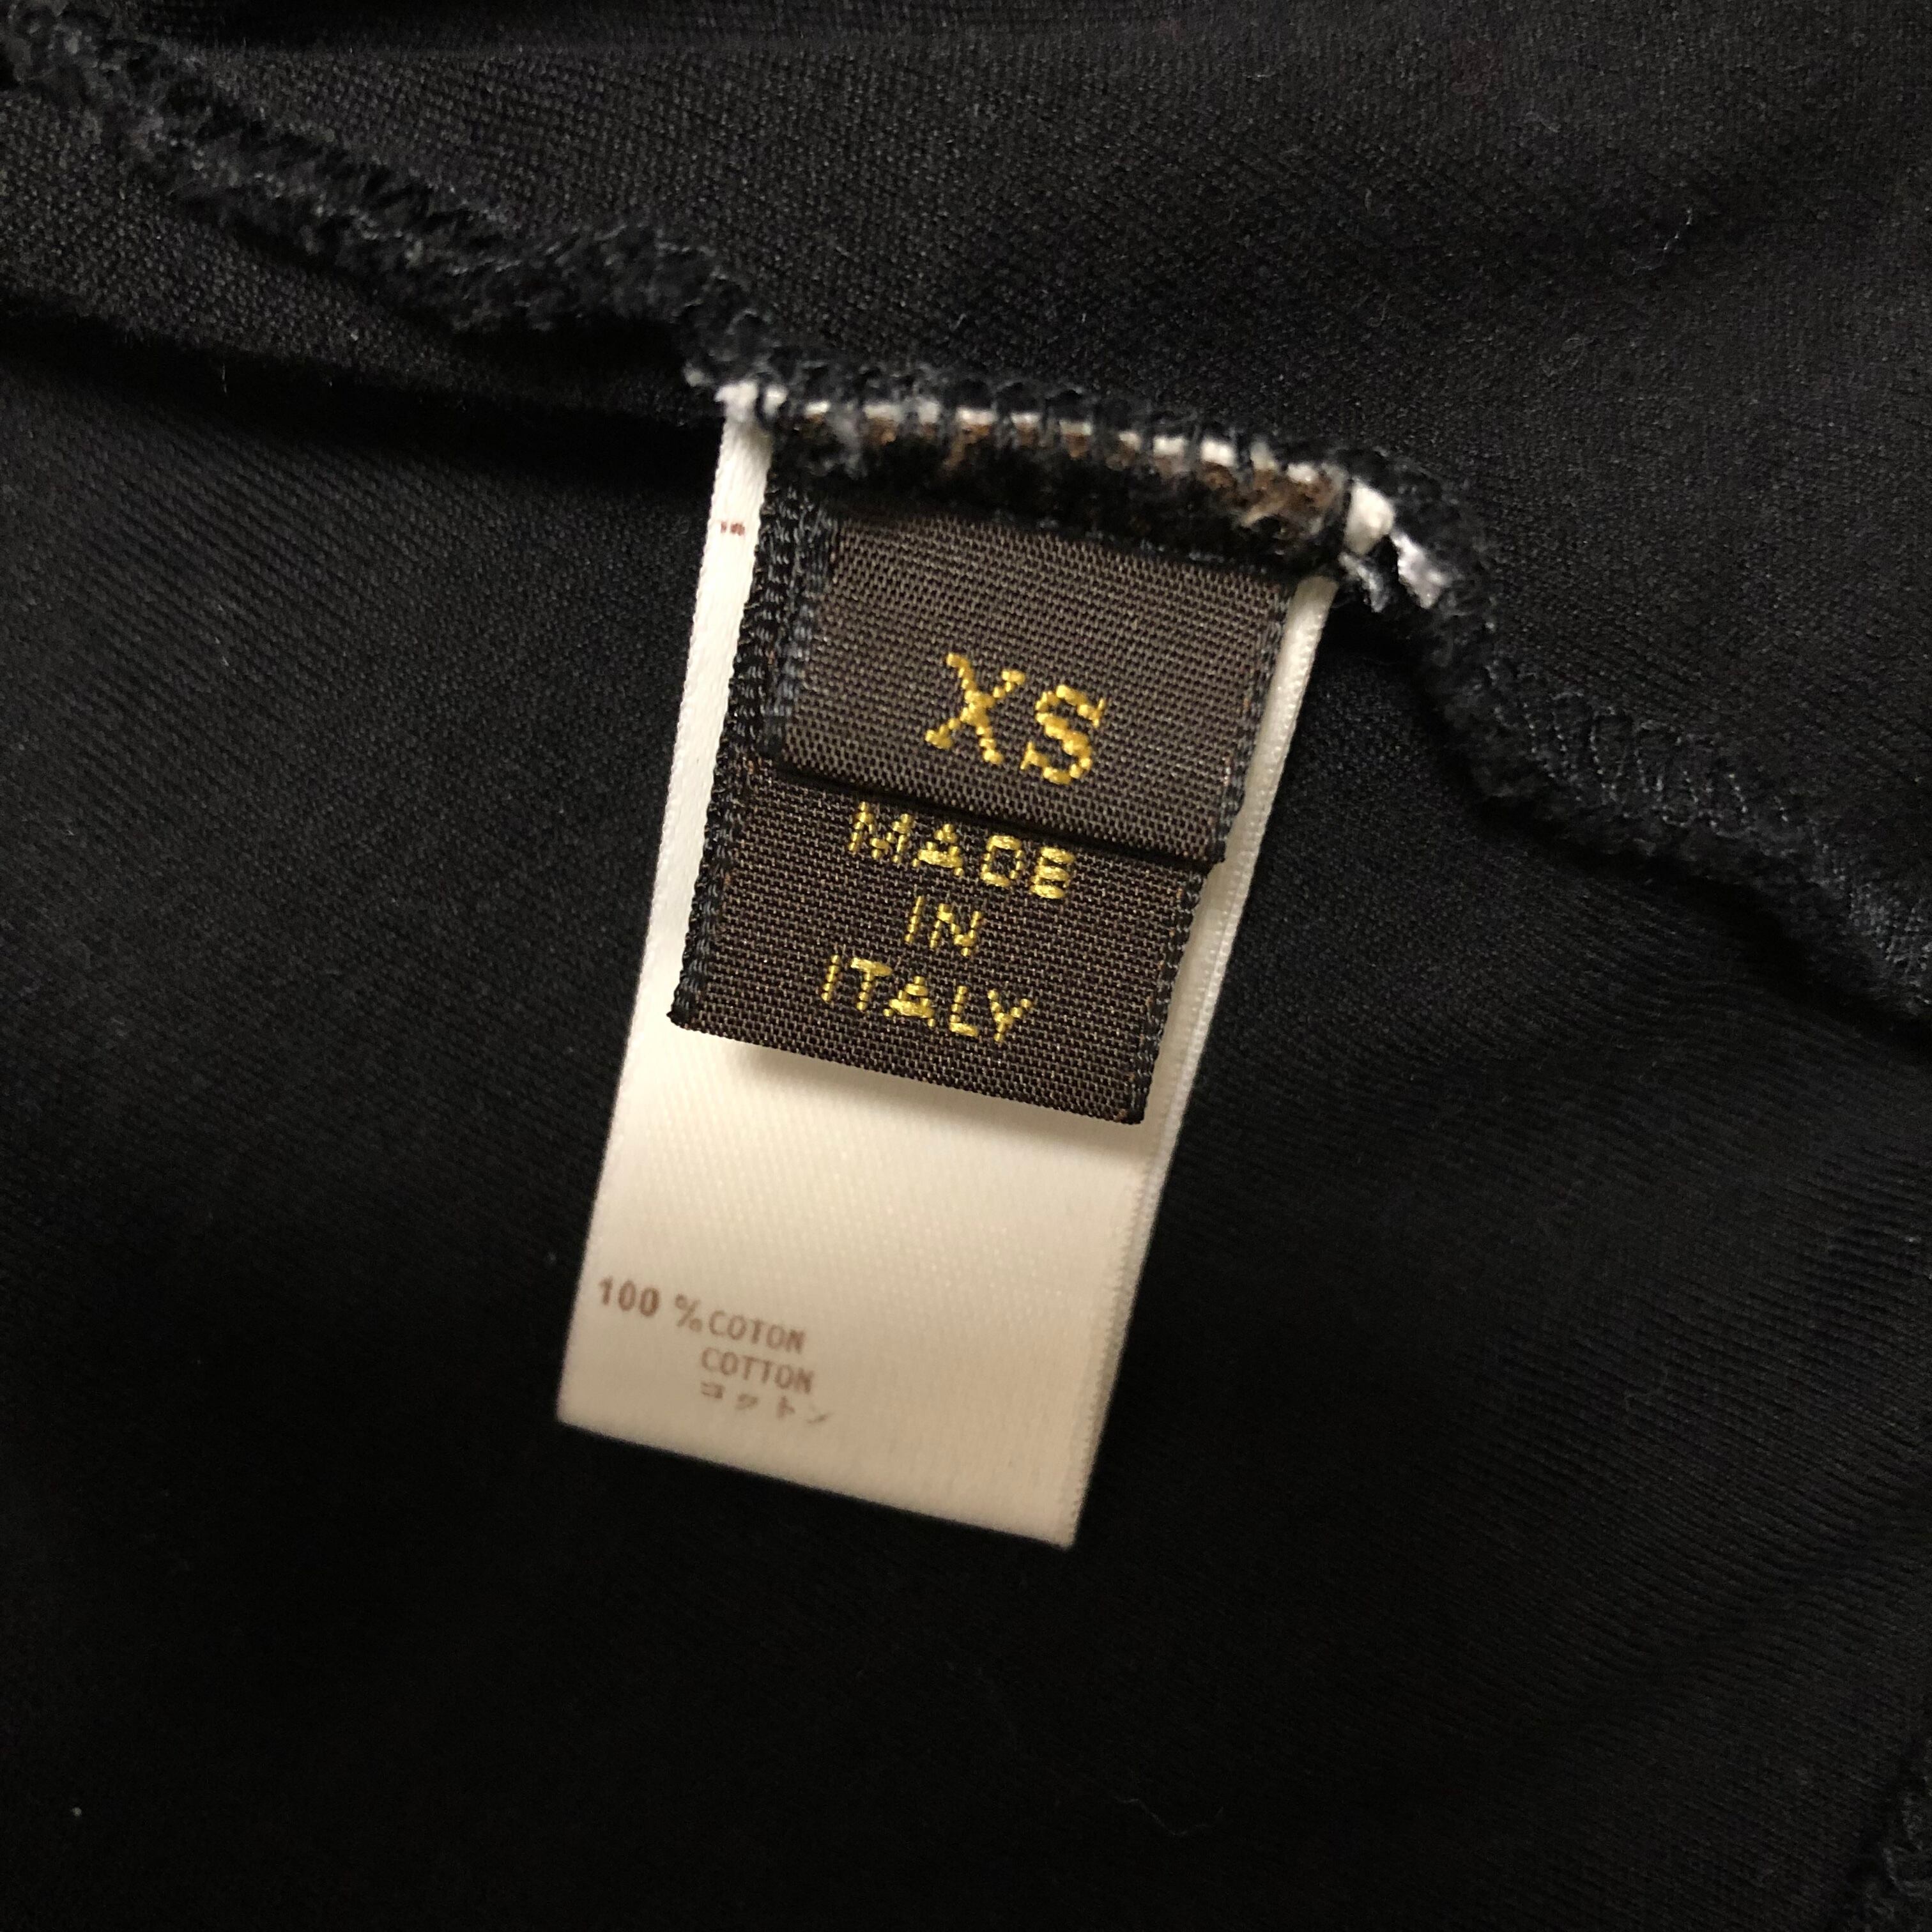 XS
MADE
IN
ITALY
100 % COTON
COTTON
コットン